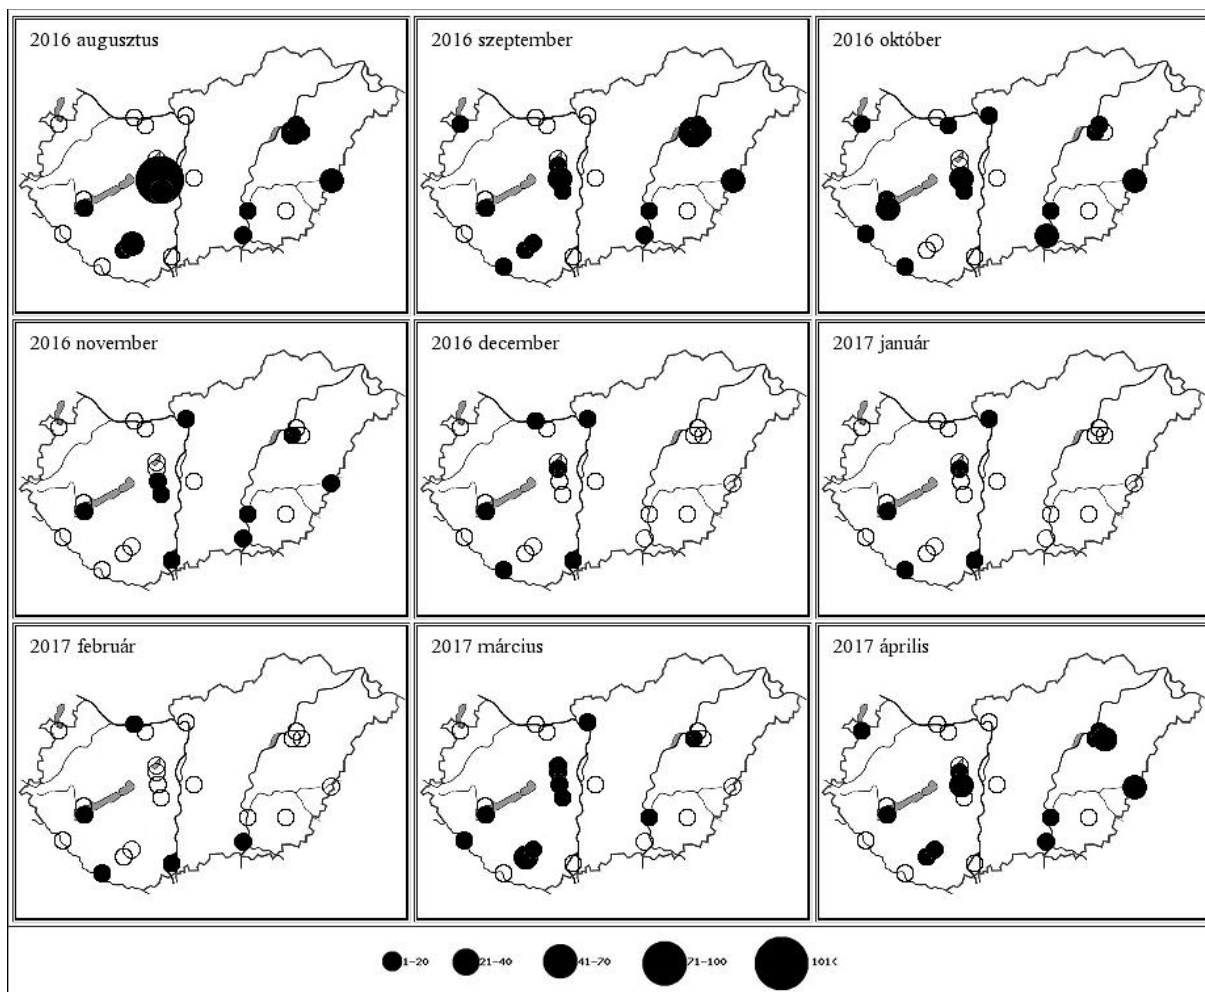 2016 augusztus
2016 szeptember
2016 október
2016 november
2016 december
2017 január
2017 február
2017 március
2017 április
1-20 21-40 41-70 71-100